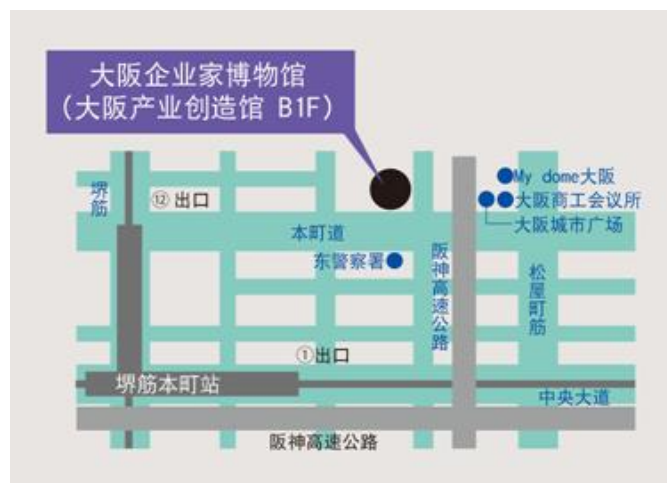 大阪企业家博物馆
(大阪产业创造馆 B1F)
堺筋
⑫出口
My dome大阪
大阪商工会议所
大阪城市广场
本町道
东警察署
阪神高速公路
松屋町筋
①出口
堺筋本町站
中央大道
阪神高速公路